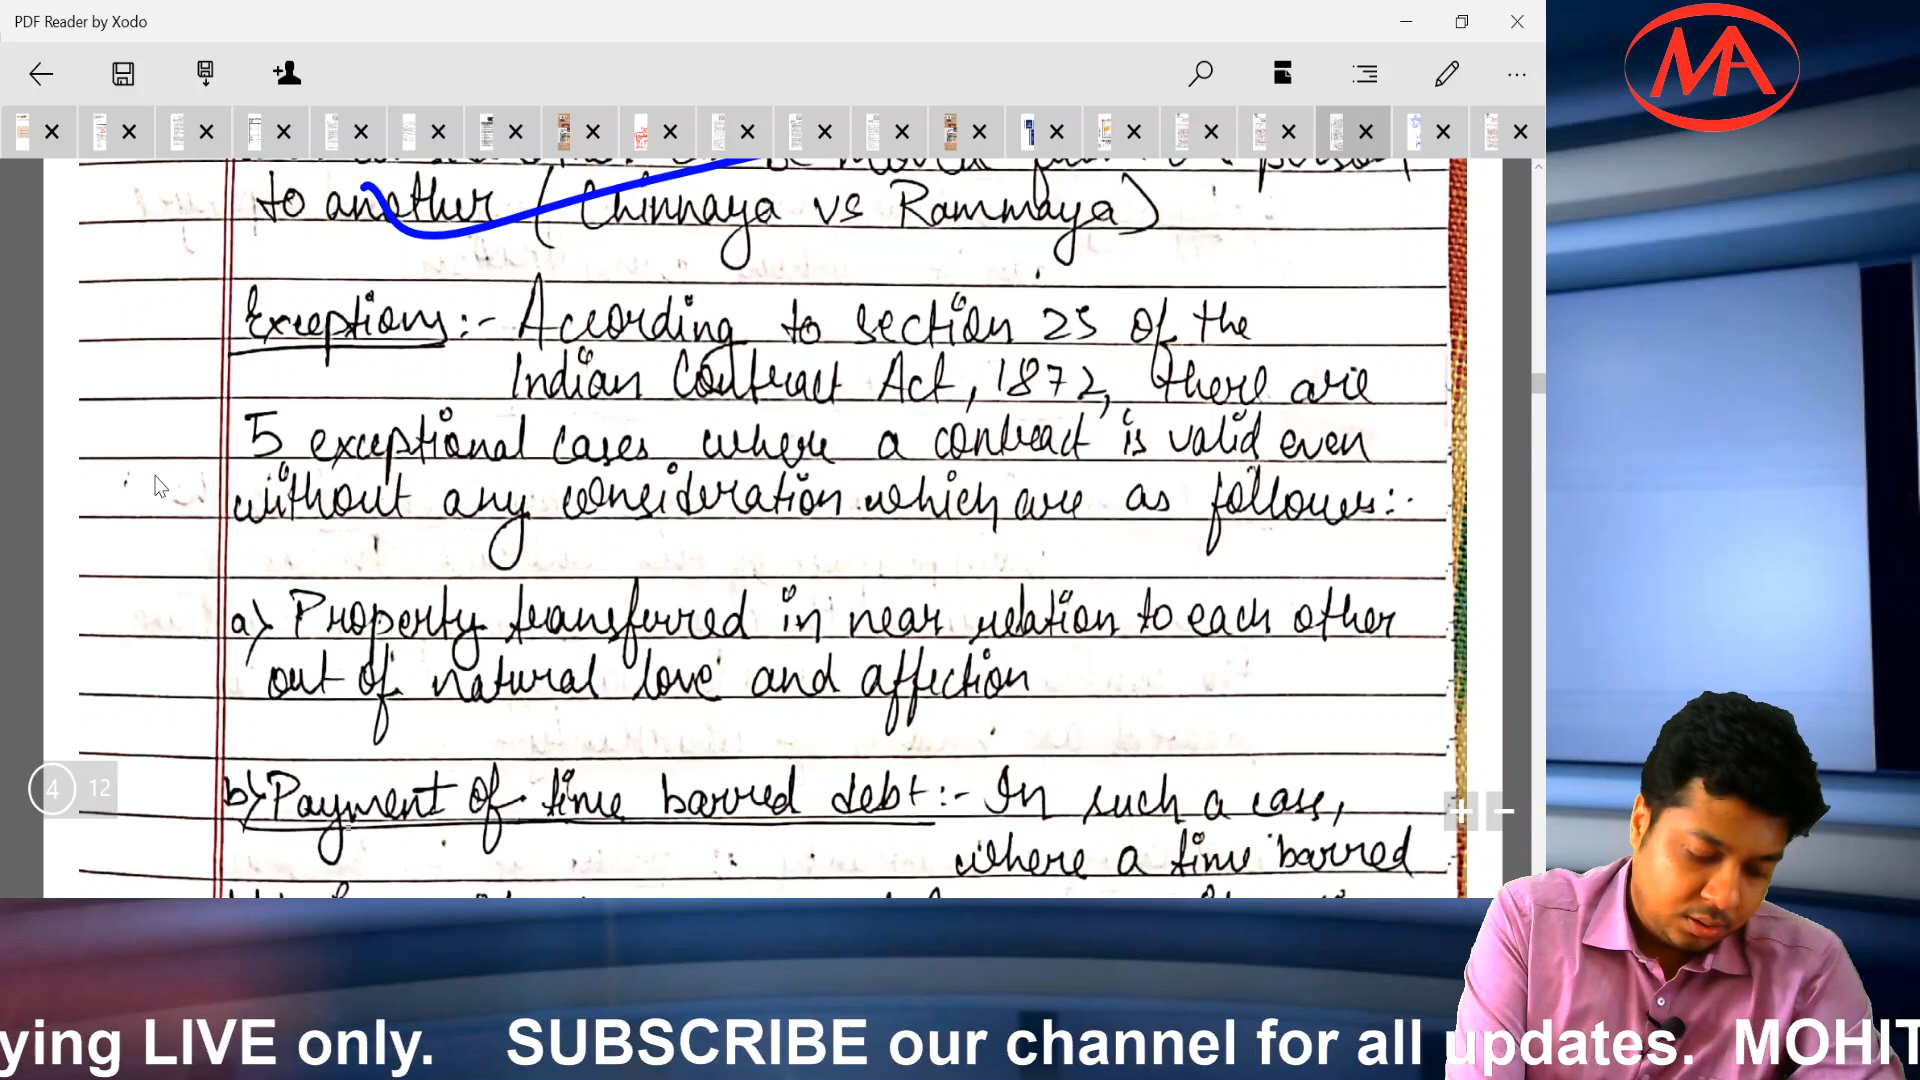 PDF Reader by Xodo
MA
to another (Chinnaya vs Rammaya)
Exceptions:- According to section 25 of the
Indian Contract Act, 1872, there are
5 exceptional cases where a contract is valid even
without any consideration which are as follows:-
a) Property transferred in near relation to each other
out of natural love and affection
b) Payment of time barred debt:- In such a case,
where a time barred
4 12
ying LIVE only. SUBSCRIBE our channel for all updates. MOHIT